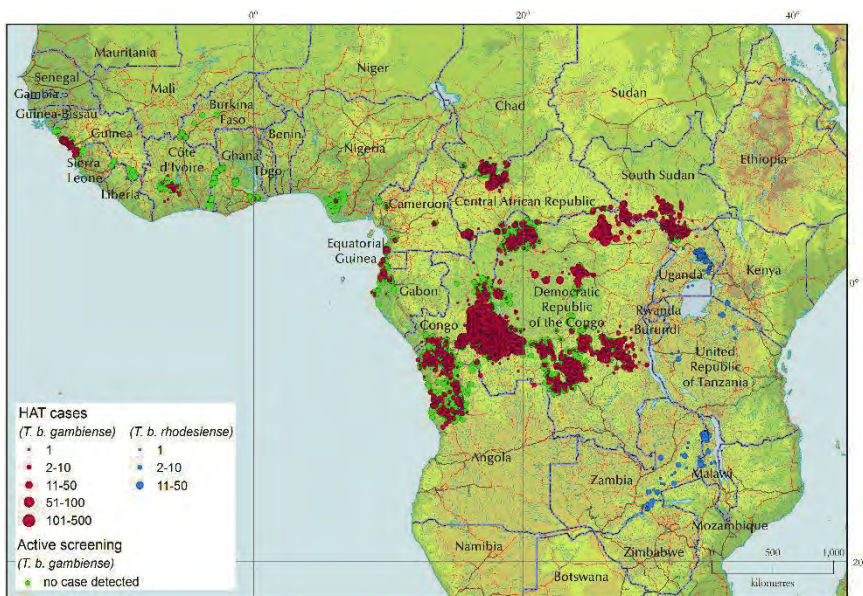 0°
20°
40°
Mauritania
Mali
Niger
Chad
Sudan
Senegal
Gambia
Guinea-Bissau
Guinea
Burkina
Faso
Benin
Nigeria
Ethiopia
Sierra
Leone
Côte
d'Ivoire
Ghana
Togo
Liberia
South Sudan
Cameroon
Central African Republic
Equatorial
Guinea
Uganda
Kenya
0°
Gabon
Congo
Democratic
Republic
of the Congo
Rwanda
Burundi
United
Republic
of Tanzania
HAT cases
(T. b. gambiense)
(T. b. rhodesiense)
1
1
2-10
2-10
11-50
11-50
51-100
101-500
Active screening
(T. b. gambiense)
no case detected
Angola
Zambia
Malawi
Mozambique
Namibia
Zimbabwe
Botswana
0
500
1,000
kilometres
20°